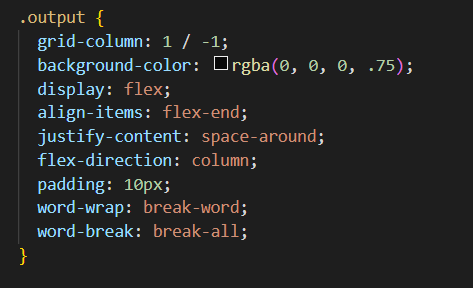 .output {
  grid-column: 1 / -1;
  background-color: rgba(0, 0, 0, .75);
  display: flex;
  align-items: flex-end;
  justify-content: space-around;
  flex-direction: column;
  padding: 10px;
  word-wrap: break-word;
  word-break: break-all;
}